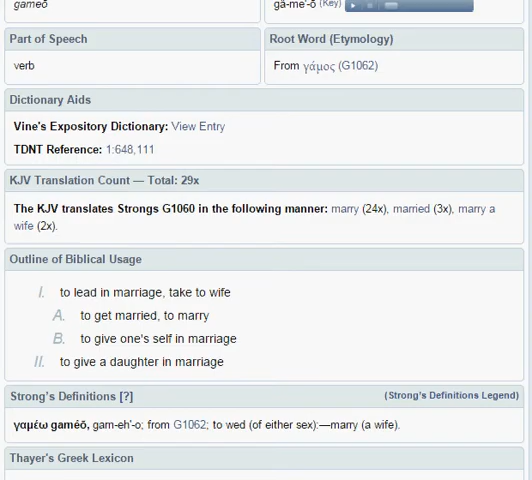 gameō
gä-me'-ō (Key)
Part of Speech
Root Word (Etymology)
verb
From γάμος (G1062)
Dictionary Aids
Vine's Expository Dictionary: View Entry
TDNT Reference: 1:648,111
KJV Translation Count — Total: 29x
The KJV translates Strongs G1060 in the following manner: marry (24x), married (3x), marry a
wife (2x).
Outline of Biblical Usage
I. to lead in marriage, take to wife
A. to get married, to marry
B. to give one's self in marriage
II. to give a daughter in marriage
Strong's Definitions [?]
(Strong's Definitions Legend)
γαμέω gaméō, gam-eh'-o; from G1062; to wed (of either sex):—marry (a wife).
Thayer's Greek Lexicon